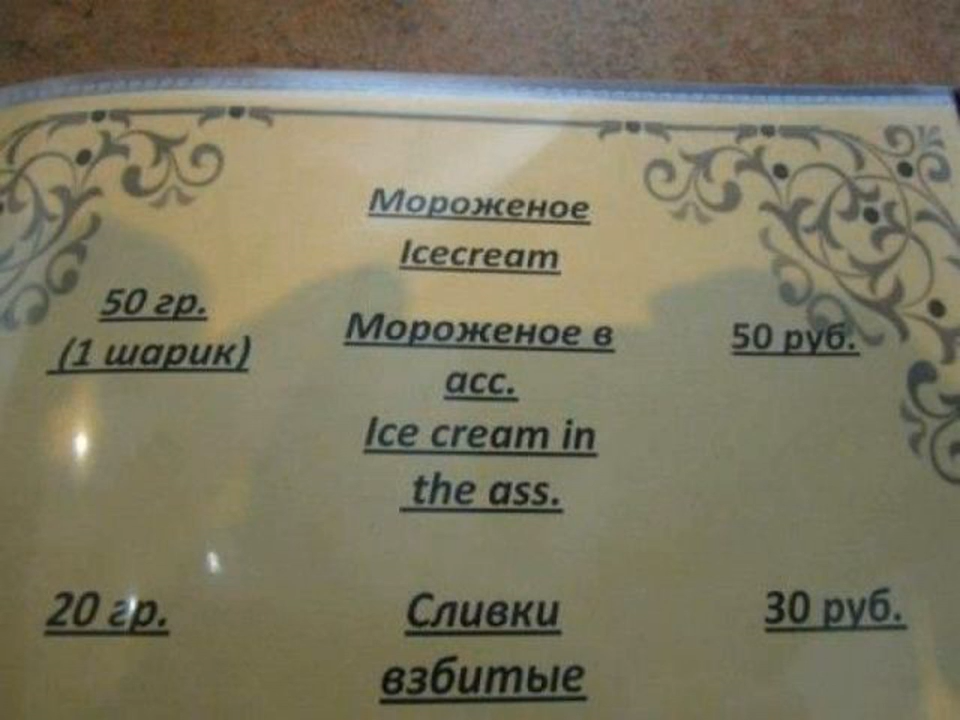 Мороженое
Icecream
50 гр.
(1 шарик)
Мороженое в
асс.
Ice cream in
the ass.
50 руб.
20 гр.
Сливки
взбитые
30 руб.